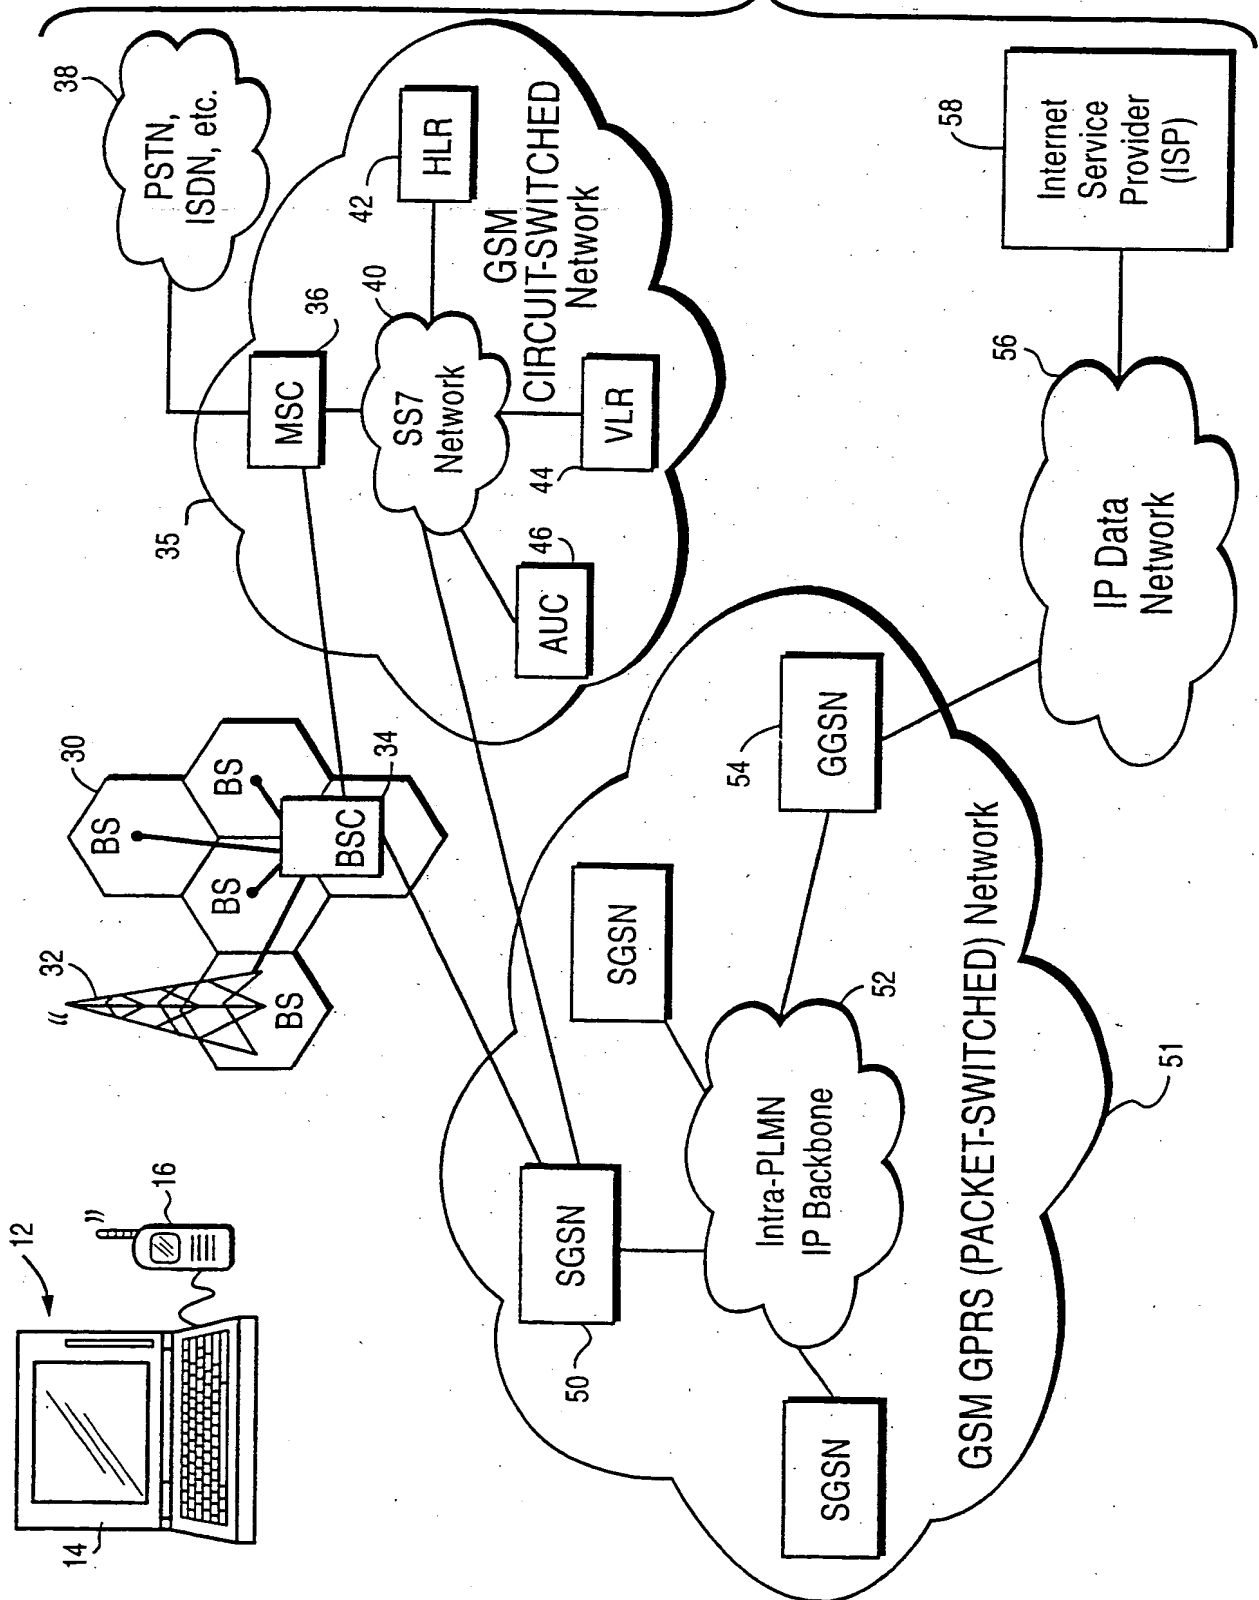 12
14
16
32
BS
BS
BS
BS
30
BSC
34
35
MSC
36
38
PSTN,
ISDN, etc.
SS7
Network
40
HLR
42
VLR
44
AUC
46
GSM
CIRCUIT-SWITCHED
Network
SGSN
50
SGSN
SGSN
Intra-PLMN
IP Backbone
52
GGSN
54
GSM GPRS (PACKET-SWITCHED) Network
51
IP Data
Network
56
Internet
Service
Provider
(ISP)
58